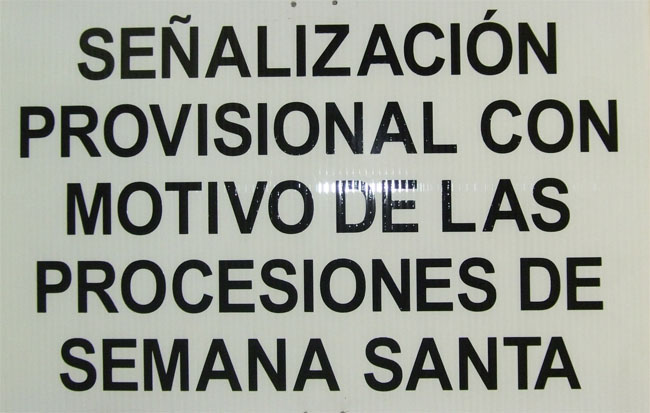 SEÑALIZACIÓN
PROVISIONAL CON
MOTIVO DE LAS
PROCESIONES DE
SEMANA SANTA